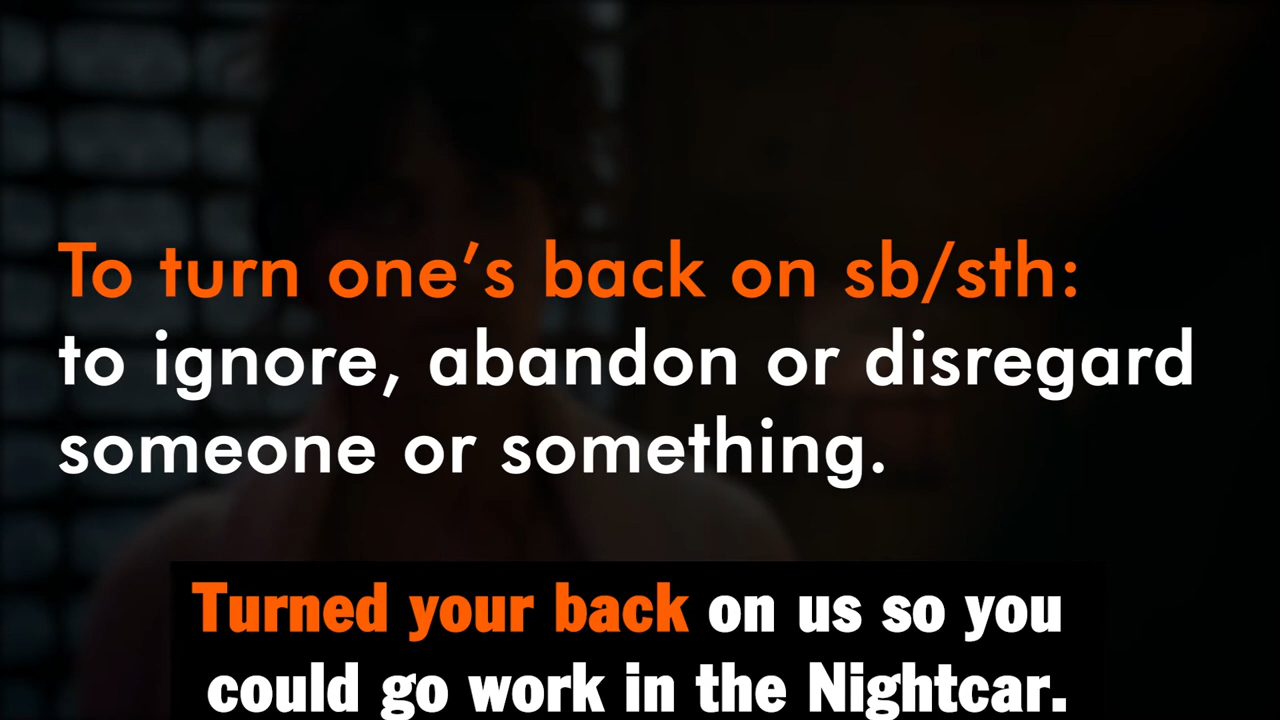 To turn one’s back on sb/sth:
to ignore, abandon or disregard
someone or something.
Turned your back on us so you
could go work in the Nightcar.